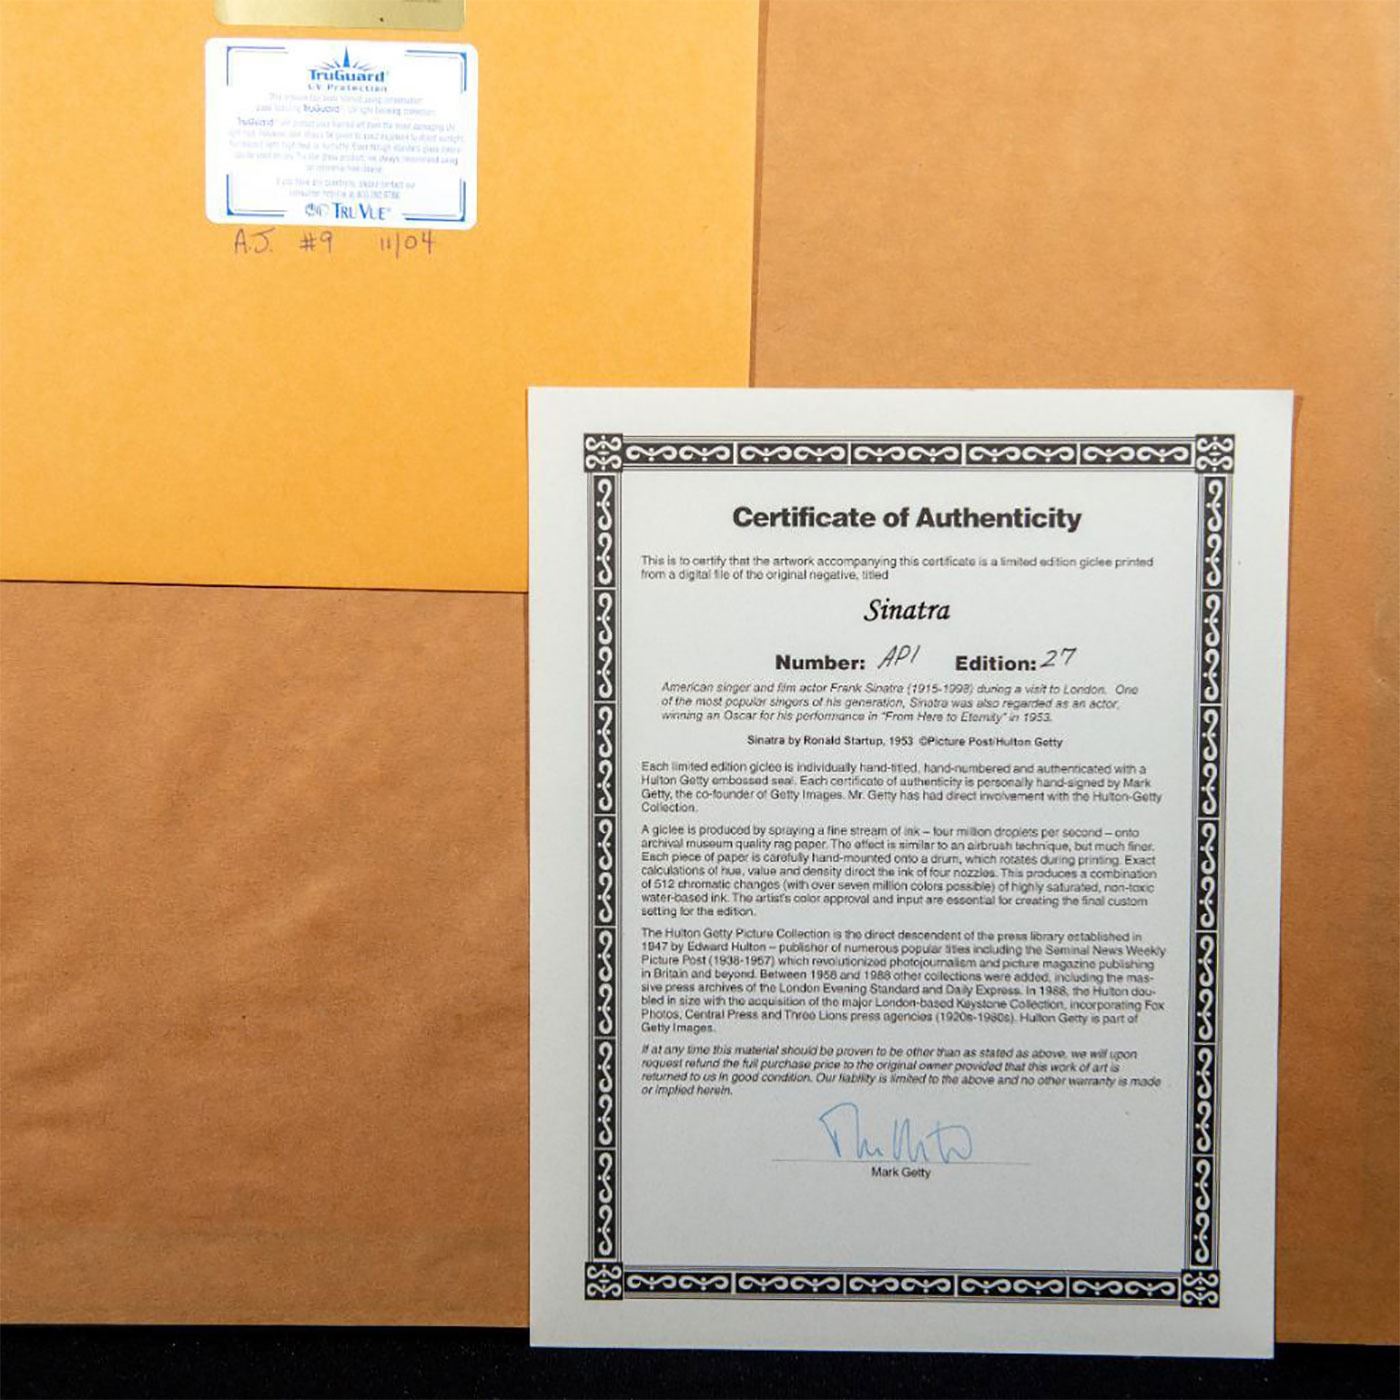 TruGuard®
UV Protection
TruGuard
TruGuard
If you have any questions, please contact our
TRU VUE®
A.J. #9 11/04
Certificate of Authenticity
This is to certify that the artwork accompanying this certificate is a limited edition giclee printed
from a digital file of the original negative, titled
Sinatra
Number: AP1 Edition: 27
American singer and film actor Frank Sinatra (1915-1998) during a visit to London. One
of the most popular singers of his generation, Sinatra was also regarded as an actor,
winning an Oscar for his performance in "From Here to Eternity" in 1953.
Sinatra by Ronald Startup, 1953 ©Picture Post/Hulton Getty
Each limited edition giclee is individually hand-titled, hand-numbered and authenticated with a
Hulton Getty embossed seal. Each certificate of authenticity is personally hand-signed by Mark
Getty, the co-founder of Getty Images. Mr. Getty has had direct involvement with the Hulton-Getty
Collection.
A giclee is produced by spraying a fine stream of ink – four million droplets per second – onto
archival museum quality rag paper. The effect is similar to an airbrush technique, but much finer.
Each piece of paper is carefully hand-mounted onto a drum, which rotates during printing. Exact
calculations of hue, value and density direct the ink of four nozzles. This produces a combination
of 512 chromatic changes (with over seven million colors possible) of highly saturated, non-toxic
water-based ink. The artist's color approval and input are essential for creating the final custom
setting for the edition.
The Hulton Getty Picture Collection is the direct descendent of the press library established in
1947 by Edward Hulton – publisher of numerous popular titles including the Seminal News Weekly
Picture Post (1938-1957) which revolutionized photojournalism and picture magazine publishing
in Britain and beyond. Between 1958 and 1988 other collections were added, including the mas-
sive press archives of the London Evening Standard and Daily Express. In 1988, the Hulton dou-
bled in size with the acquisition of the major London-based Keystone Collection, incorporating Fox
Photos, Central Press and Three Lions press agencies (1920s-1980s). Hulton Getty is part of
Getty Images.
If at any time this material should be proven to be other than as stated as above, we will upon
request refund the full purchase price to the original owner provided that this work of art is
returned to us in good condition. Our liability is limited to the above and no other warranty is made
or implied herein.
Mark Getty